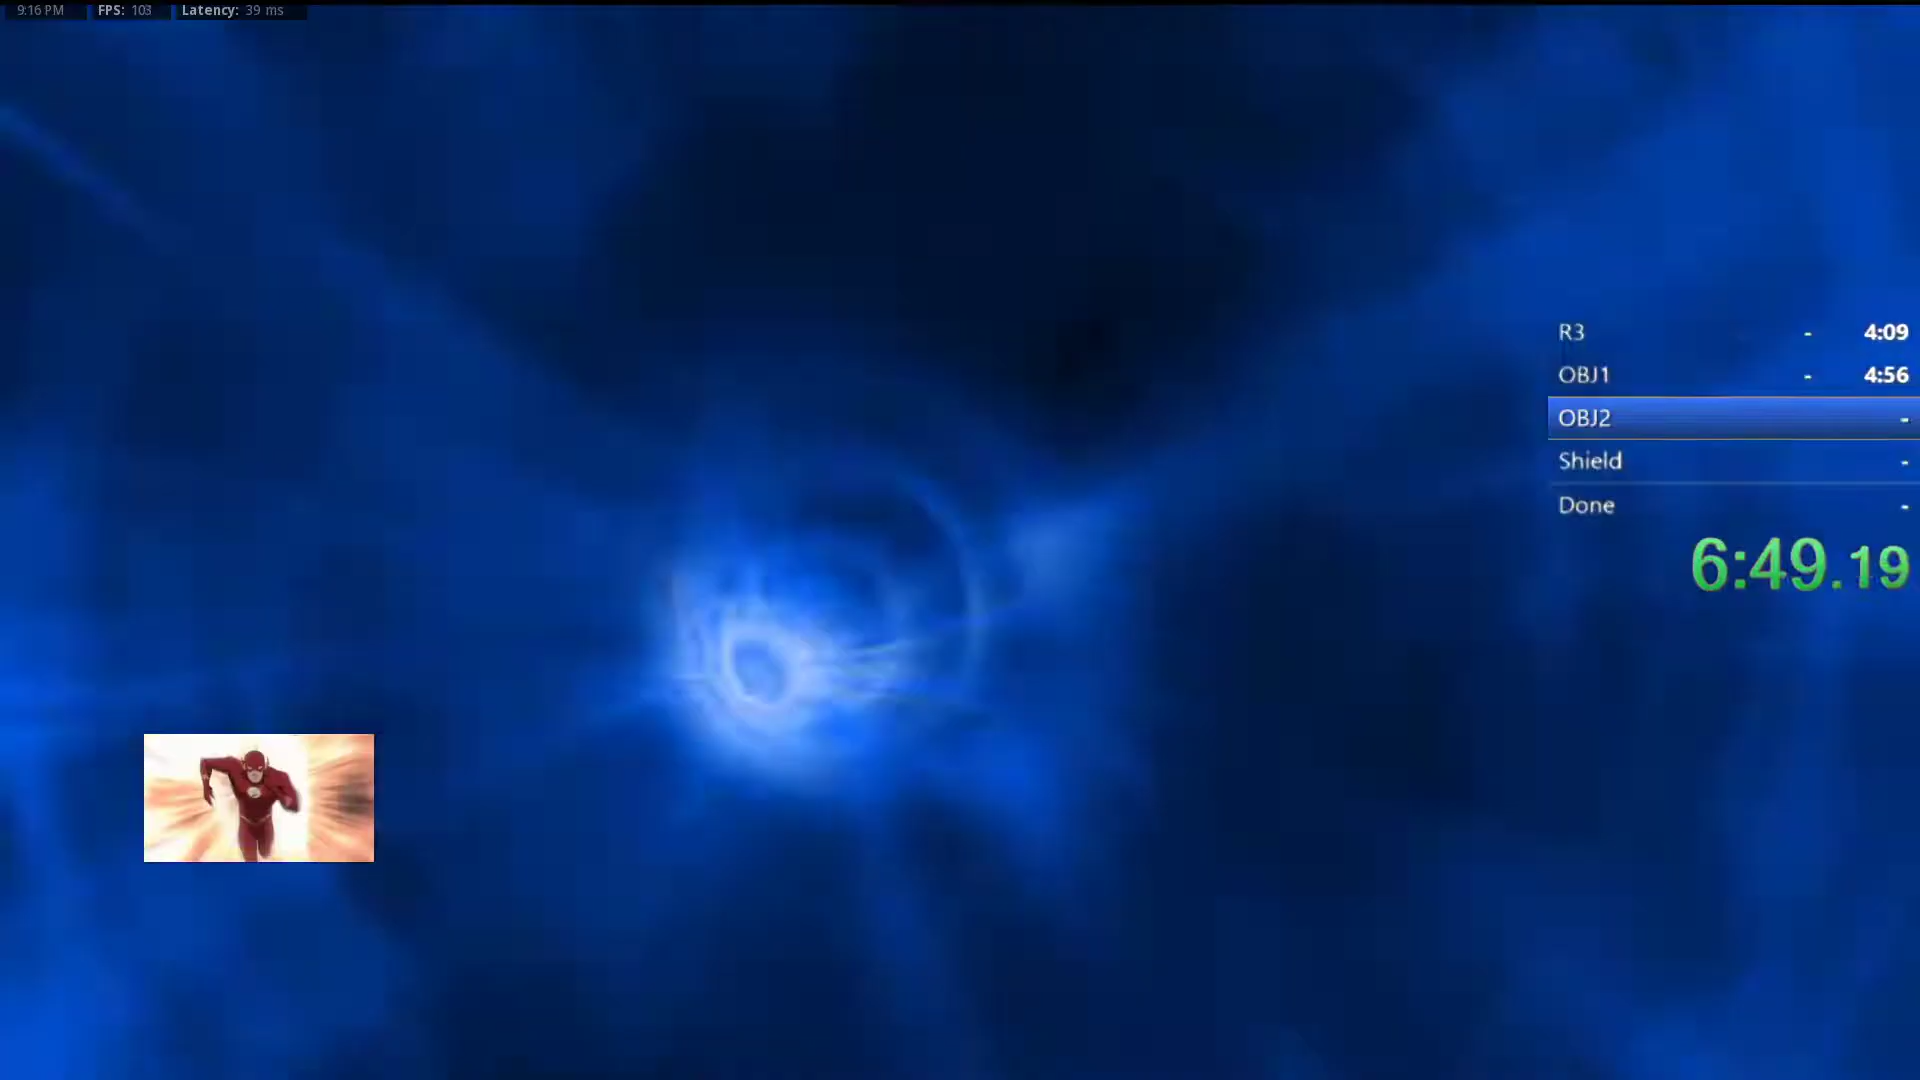 9:16 PM FPS: 103 Latency: 39 ms
R3 - 4:09
OBJ1 - 4:56
OBJ2 -
Shield -
Done -
6:49.19